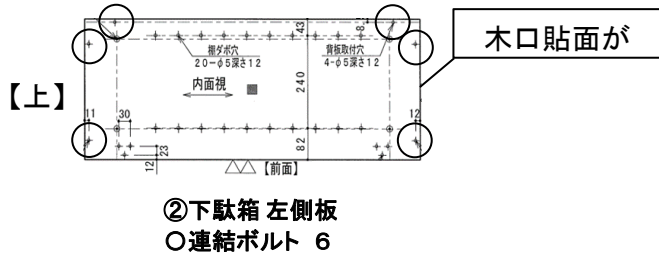 木口貼面が
43
8
棚ダボ穴
20-φ5深さ12
背板取付穴
4-φ5深さ12
【上】
内面視
240
11
30
12
82
23
12
【前面】
②下駄箱 左側板
○連結ボルト 6